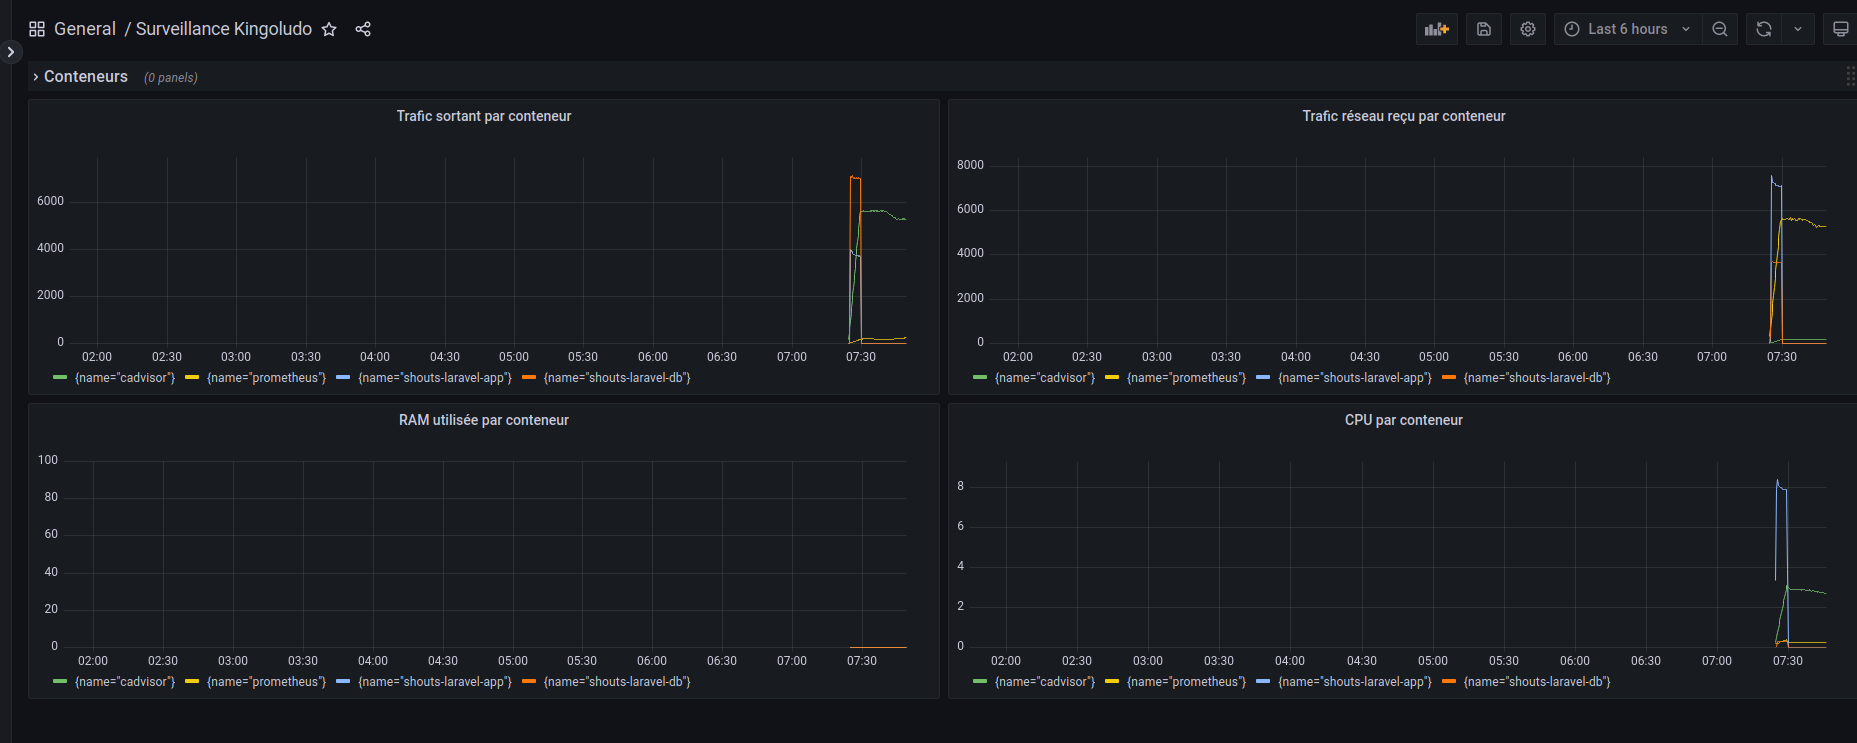 General / Surveillance Kingoludo
Last 6 hours
Conteneurs (0 panels)
Trafic sortant par conteneur
6000
4000
2000
0
02:00 02:30 03:00 03:30 04:00 04:30 05:00 05:30 06:00 06:30 07:00 07:30
{name="cadvisor"} {name="prometheus"} {name="shouts-laravel-app"} {name="shouts-laravel-db"}
Trafic réseau reçu par conteneur
8000
6000
4000
2000
0
02:00 02:30 03:00 03:30 04:00 04:30 05:00 05:30 06:00 06:30 07:00 07:30
{name="cadvisor"} {name="prometheus"} {name="shouts-laravel-app"} {name="shouts-laravel-db"}
RAM utilisée par conteneur
100
80
60
40
20
0
02:00 02:30 03:00 03:30 04:00 04:30 05:00 05:30 06:00 06:30 07:00 07:30
{name="cadvisor"} {name="prometheus"} {name="shouts-laravel-app"} {name="shouts-laravel-db"}
CPU par conteneur
8
6
4
2
0
02:00 02:30 03:00 03:30 04:00 04:30 05:00 05:30 06:00 06:30 07:00 07:30
{name="cadvisor"} {name="prometheus"} {name="shouts-laravel-app"} {name="shouts-laravel-db"}